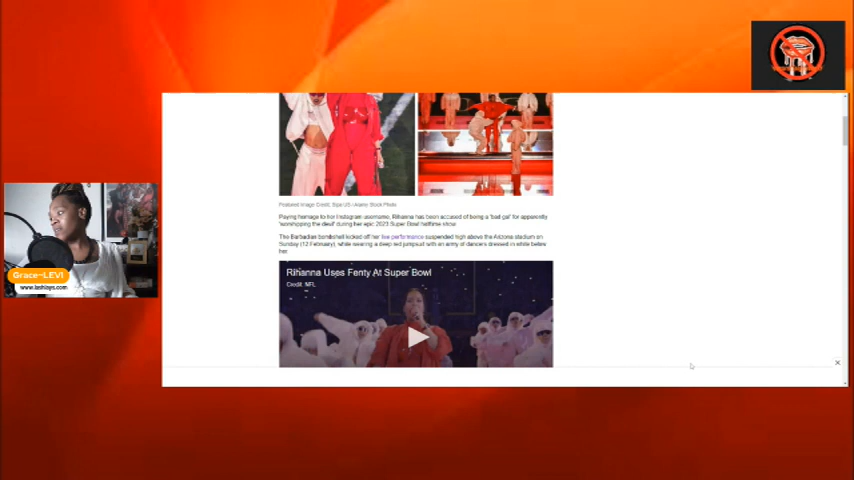 Featured Image Credit: Sipa US / Alamy Stock Photo
Paying homage to her Instagram username, Rihanna has been accused of being a 'bad gal' for apparently
'worshipping the devil' during her epic 2023 Super Bowl halftime show.
The Barbadian bombshell kicked off her live performance suspended high above the Arizona stadium on
Sunday (12 February), while wearing a deep red jumpsuit with an army of dancers dressed in white below
her.
Rihanna Uses Fenty At Super Bowl
Credit: NFL
Grace-LEVI
www.lashlays.com